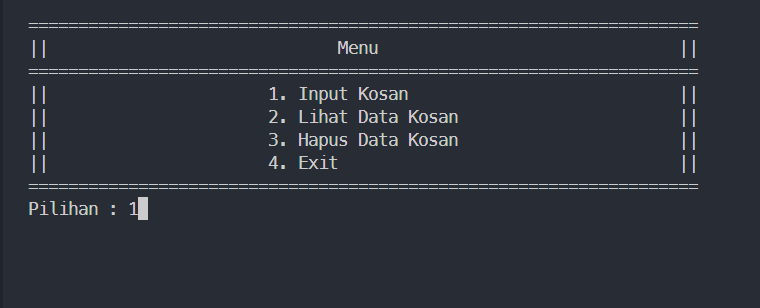 ===================================================================
||                             Menu                              ||
===================================================================
||                      1. Input Kosan                           ||
||                      2. Lihat Data Kosan                      ||
||                      3. Hapus Data Kosan                      ||
||                      4. Exit                                  ||
===================================================================
Pilihan : 1